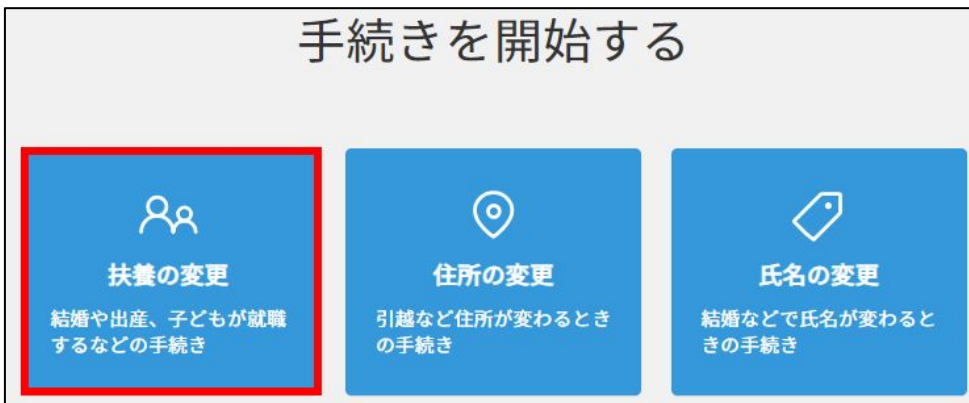 手続きを開始する
扶養の変更
結婚や出産、子どもが就職
するなどの手続き
住所の変更
引越など住所が変わるとき
の手続き
氏名の変更
結婚などで氏名が変わると
きの手続き